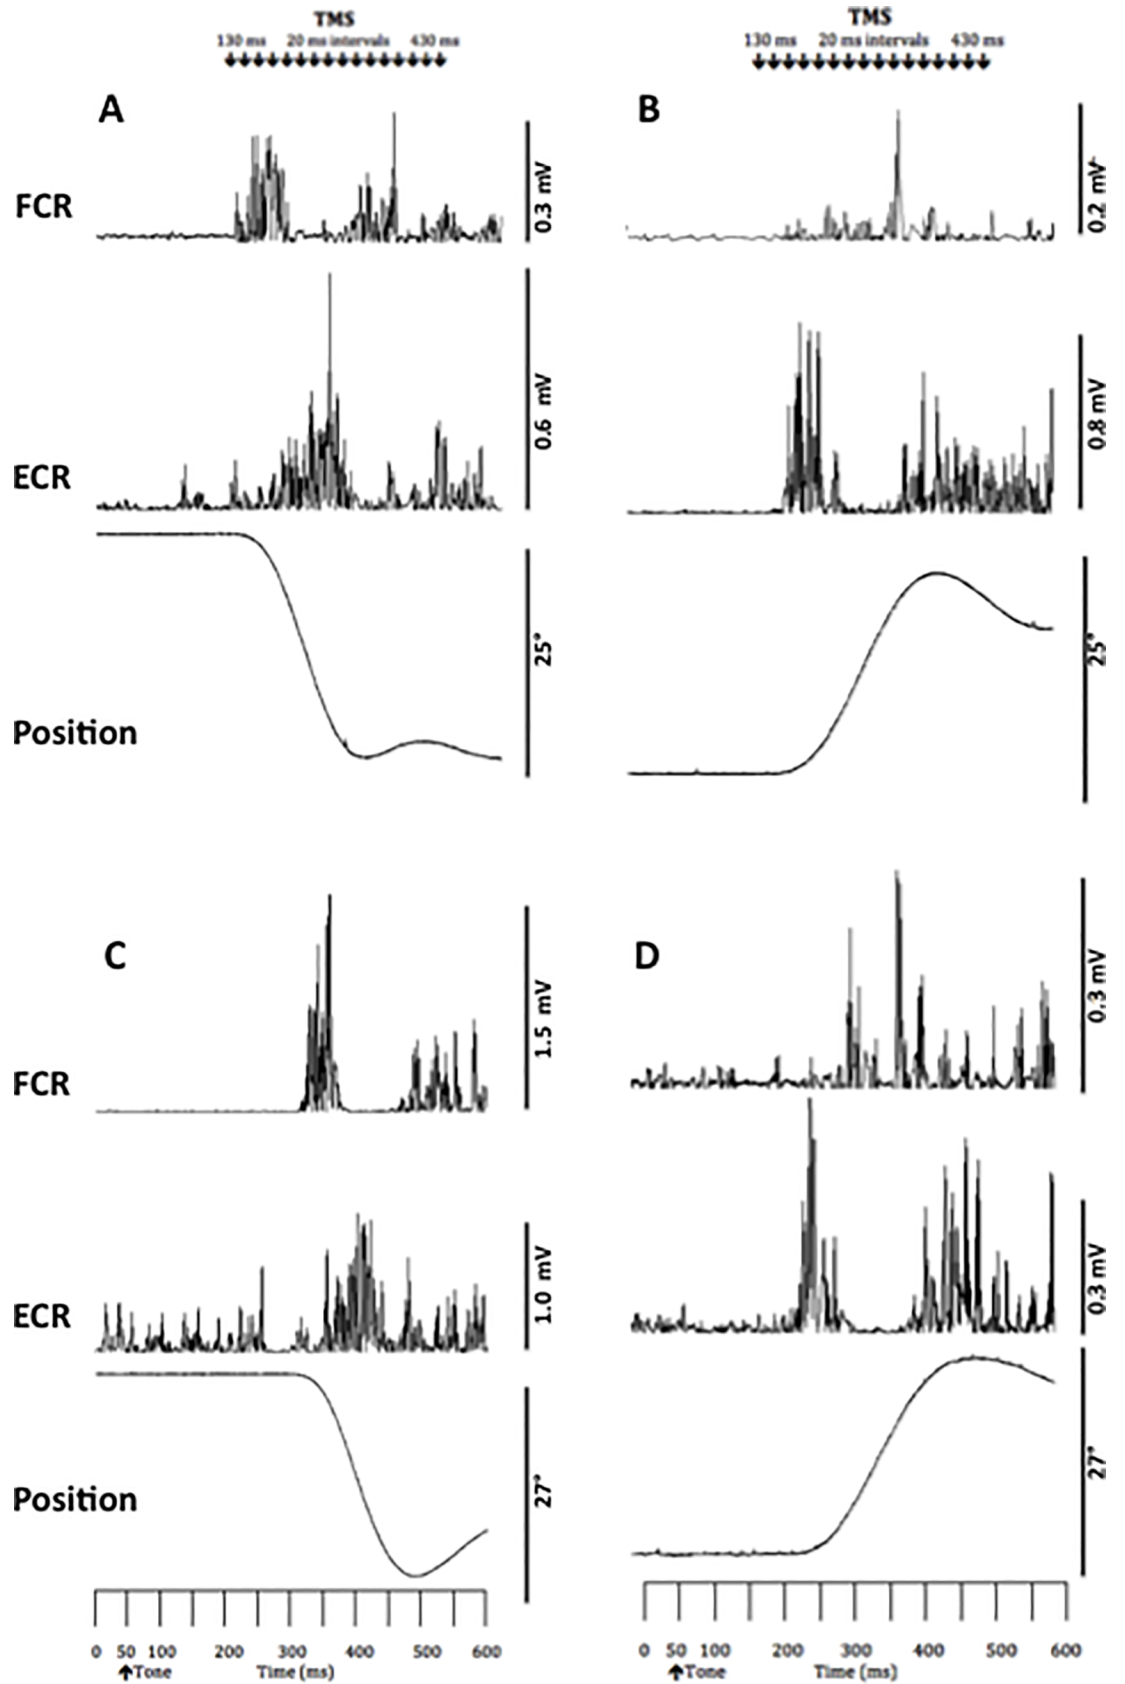 TMS
130 ms 20 ms intervals 430 ms
TMS
130 ms 20 ms intervals 430 ms
A
B
FCR
0.3 mV
0.2 mV
ECR
0.6 mV
0.8 mV
Position
25°
25°
C
D
FCR
1.5 mV
0.3 mV
ECR
1.0 mV
0.3 mV
Position
27°
27°
0 50 100 200 300 400 500 600
Tone Time (ms)
0 50 100 200 300 400 500 600
Tone Time (ms)